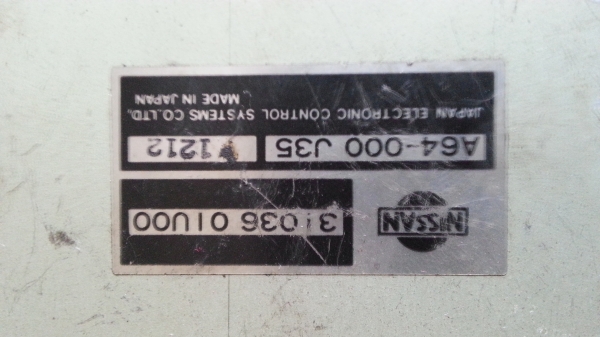 NISSAN
31036 01U00
A64-000 J35 1212
JAPAN ELECTRONIC CONTROL SYSTEMS CO.,LTD.
MADE IN JAPAN